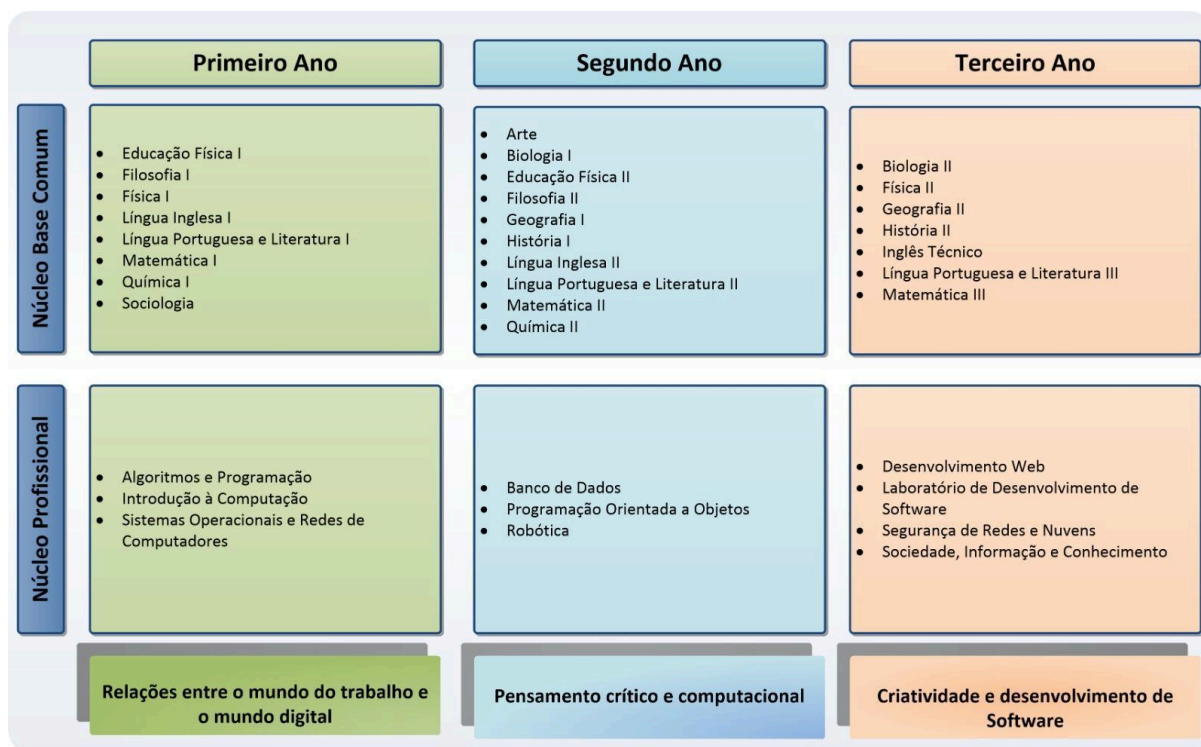 Primeiro Ano
Segundo Ano
Terceiro Ano
Núcleo Base Comum
• Educação Física I
• Filosofia I
• Física I
• Língua Inglesa I
• Língua Portuguesa e Literatura I
• Matemática I
• Química I
• Sociologia
• Arte
• Biologia I
• Educação Física II
• Filosofia II
• Geografia I
• História I
• Língua Inglesa II
• Língua Portuguesa e Literatura II
• Matemática II
• Química II
• Biologia II
• Física II
• Geografia II
• História II
• Inglês Técnico
• Língua Portuguesa e Literatura III
• Matemática III
Núcleo Profissional
• Algoritmos e Programação
• Introdução à Computação
• Sistemas Operacionais e Redes de
Computadores
• Banco de Dados
• Programação Orientada a Objetos
• Robótica
• Desenvolvimento Web
• Laboratório de Desenvolvimento de
Software
• Segurança de Redes e Nuvens
• Sociedade, Informação e Conhecimento
Relações entre o mundo do trabalho e
o mundo digital
Pensamento crítico e computacional
Criatividade e desenvolvimento de
Software